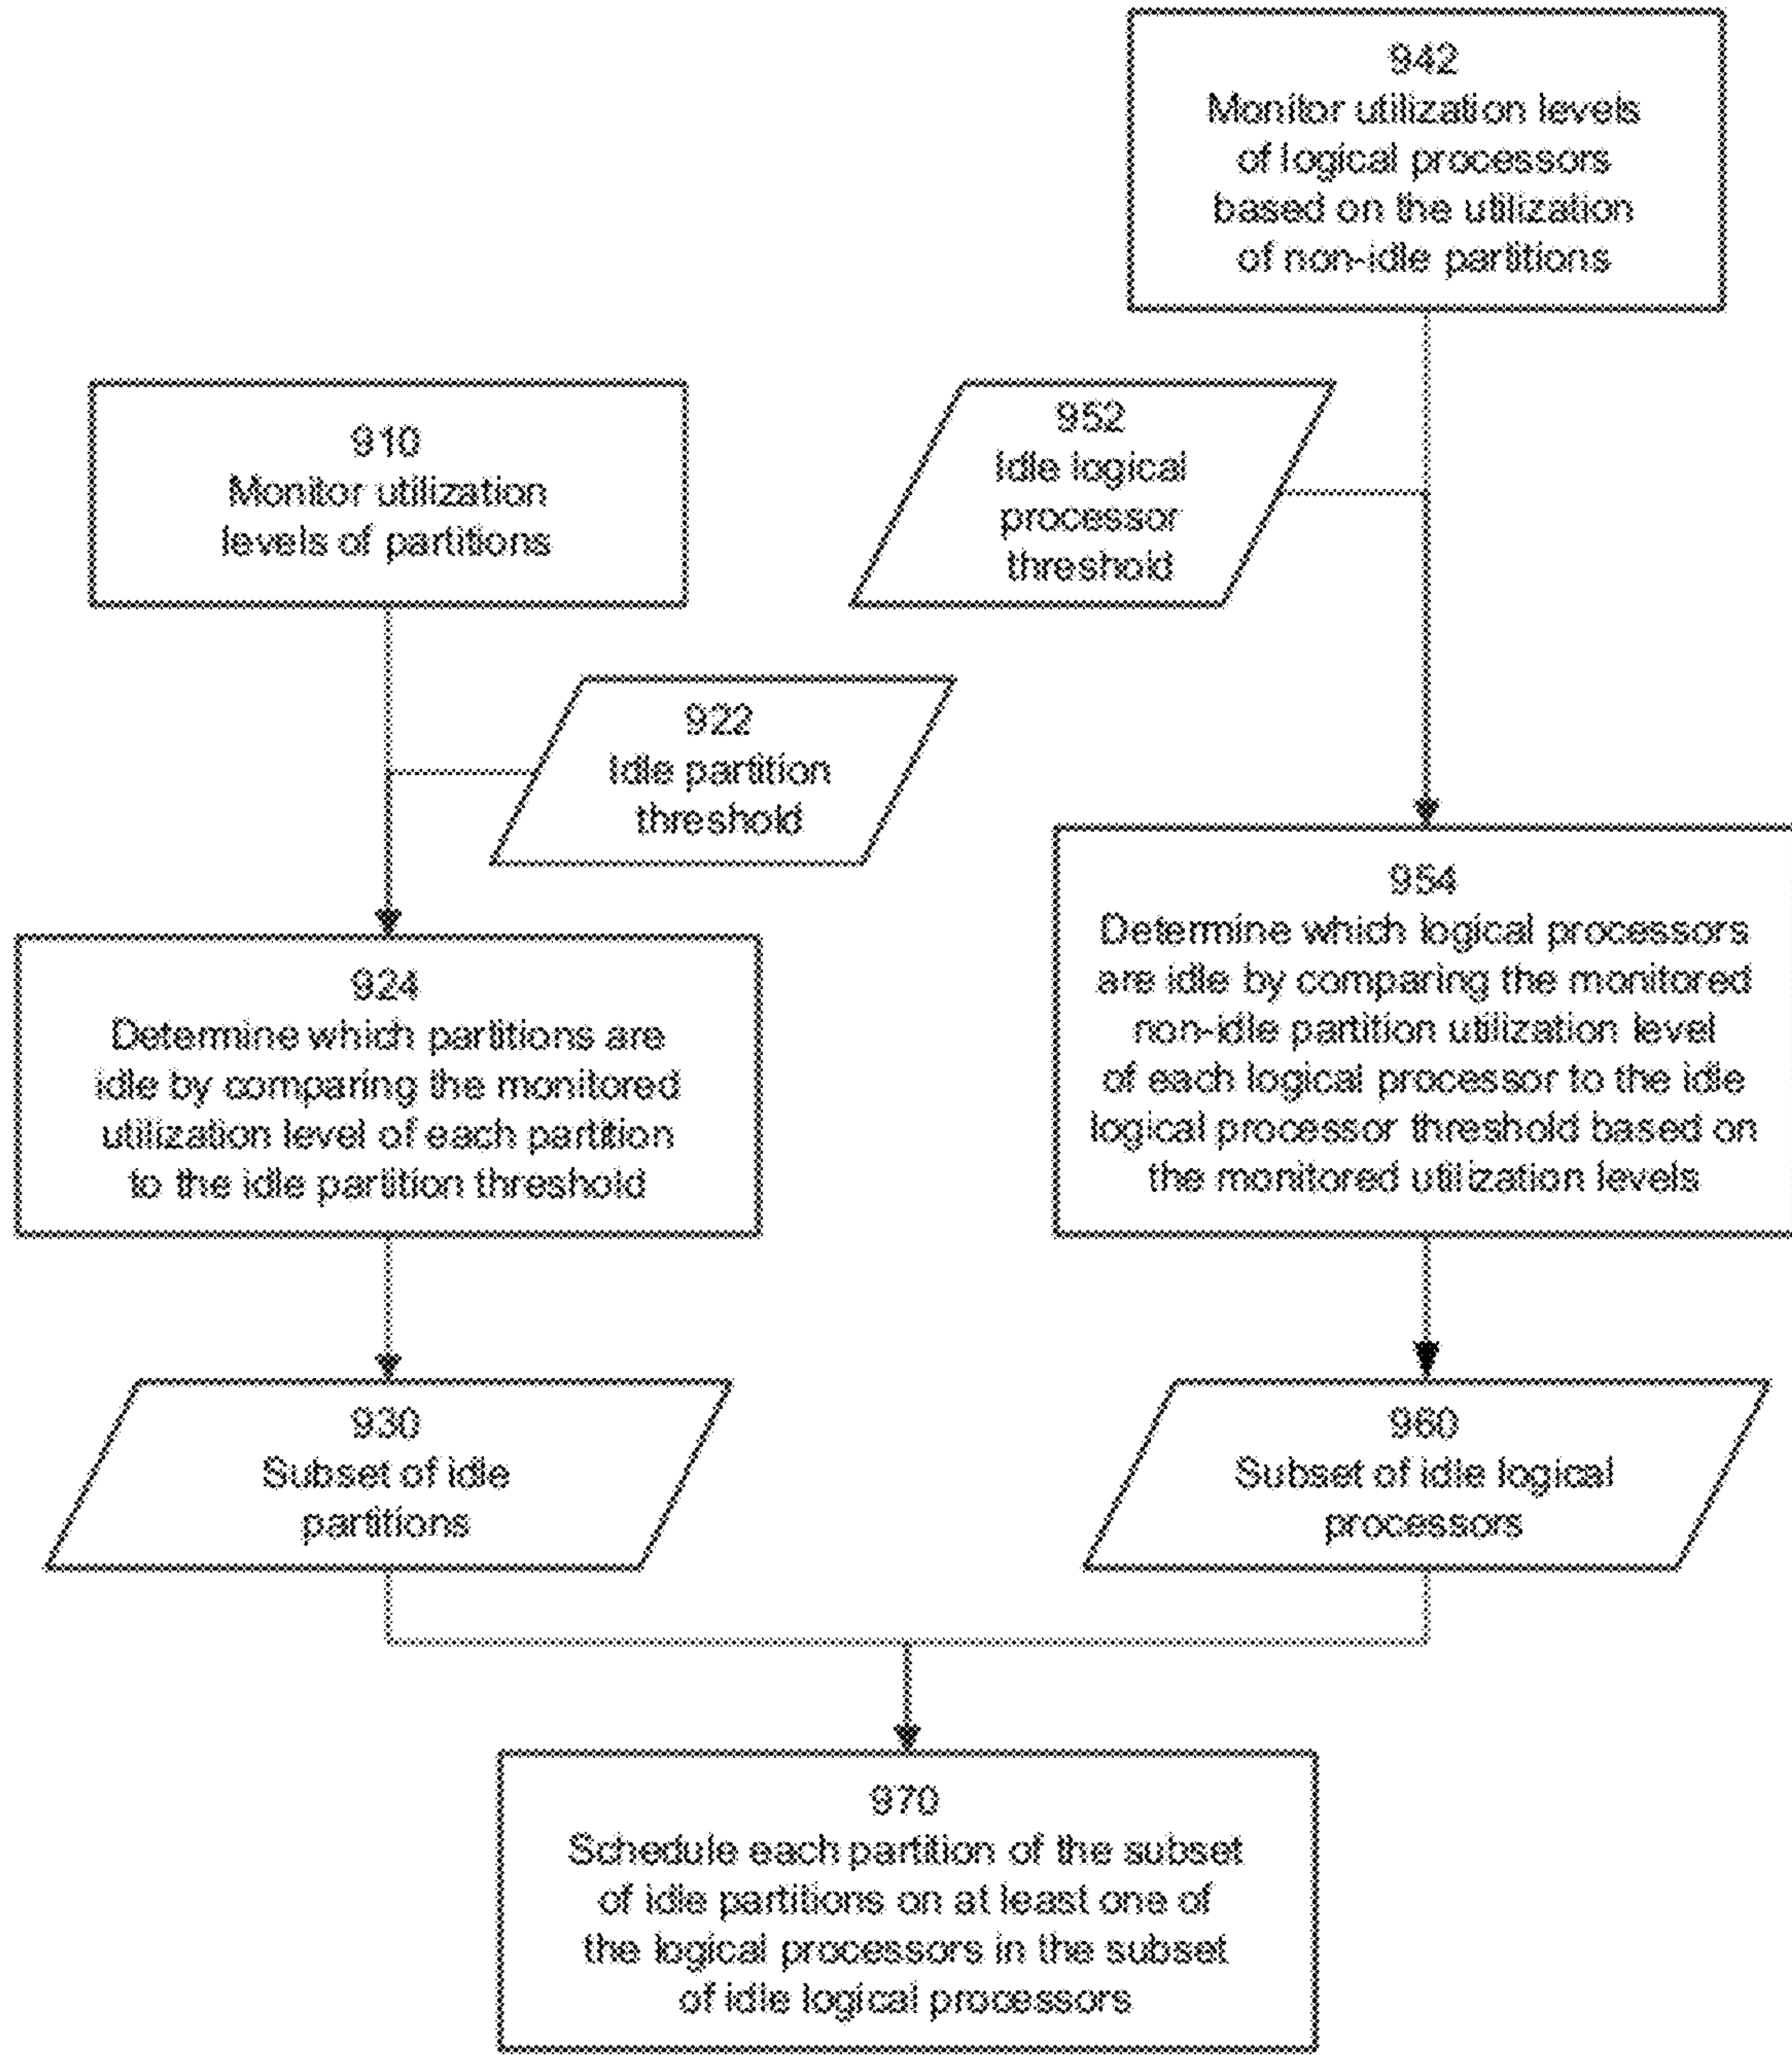 942
Monitor utilization levels
of logical processors
based on the utilization
of non-idle partitions
910
Monitor utilization
levels of partitions
952
Idle logical
processor
threshold
922
Idle partition
threshold
924
Determine which partitions are
idle by comparing the monitored
utilization level of each partition
to the idle partition threshold
954
Determine which logical processors
are idle by comparing the monitored
non-idle partition utilization level
of each logical processor to the idle
logical processor threshold based on
the monitored utilization levels
930
Subset of idle
partitions
960
Subset of idle logical
processors
970
Schedule each partition of the subset
of idle partitions on at least one of
the logical processors in the subset
of idle logical processors